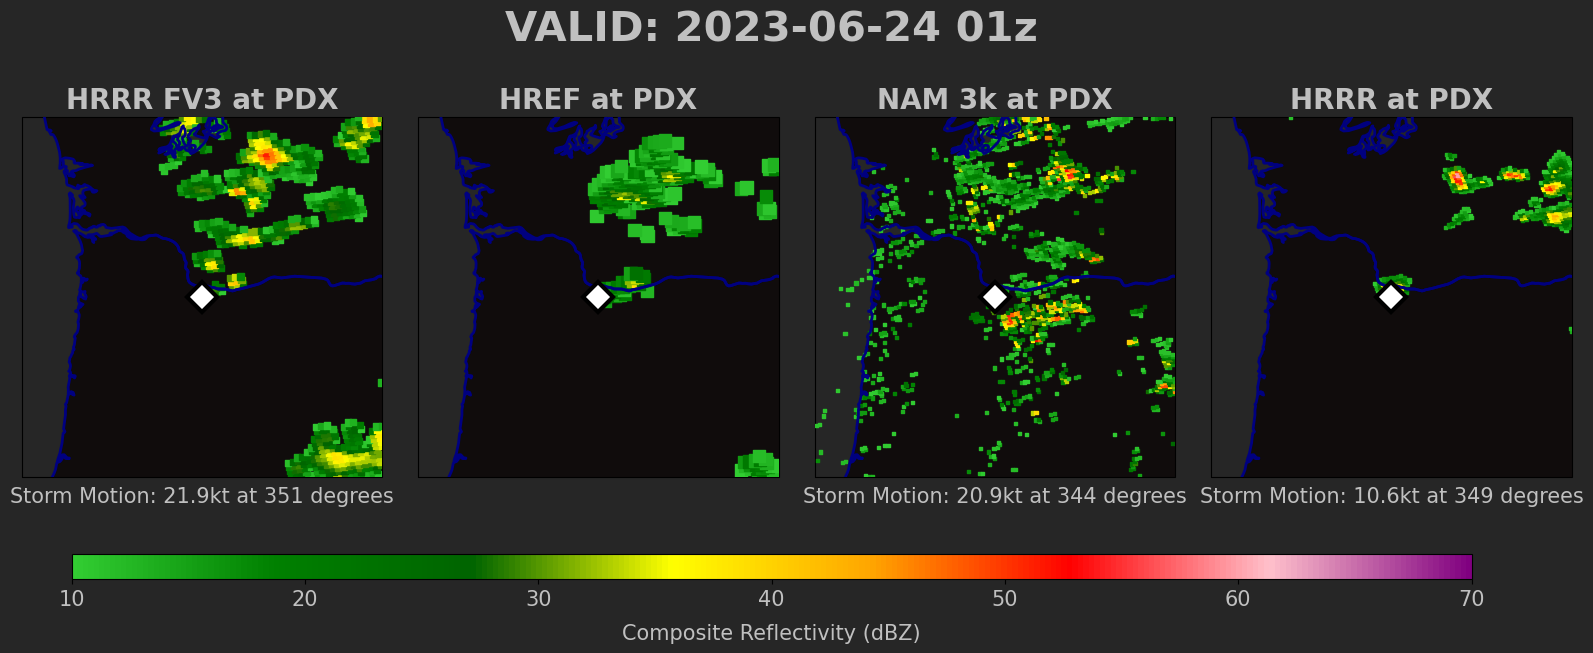 VALID: 2023-06-24 01z
HRRR FV3 at PDX
HREF at PDX
NAM 3k at PDX
HRRR at PDX
Storm Motion: 21.9kt at 351 degrees
Storm Motion: 20.9kt at 344 degrees
Storm Motion: 10.6kt at 349 degrees
10 20 30 40 50 60 70
Composite Reflectivity (dBZ)